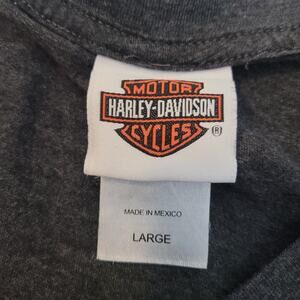 MOTOR
HARLEY-DAVIDSON
CYCLES
®
MADE IN MEXICO
LARGE